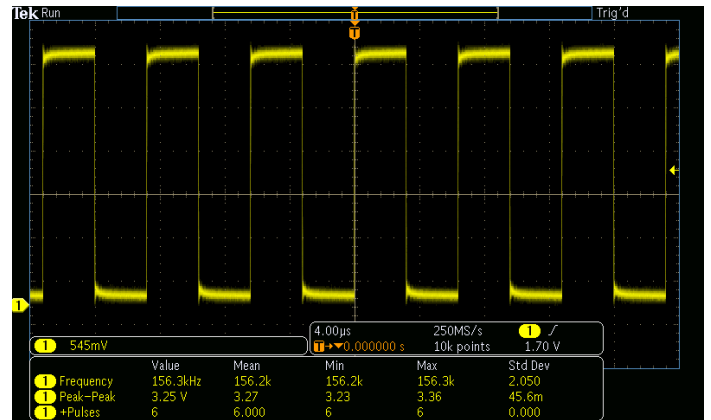 Tek Run Trig'd
T
T
1
1 545mV
4.00µs 250MS/s 1 ʃ
T→▼0.000000 s 10k points 1.70 V
Value Mean Min Max Std Dev
1 Frequency 156.3kHz 156.2k 156.2k 156.3k 2.050
1 Peak-Peak 3.25 V 3.27 3.23 3.36 45.6m
1 +Pulses 6 6.000 6 6 0.000